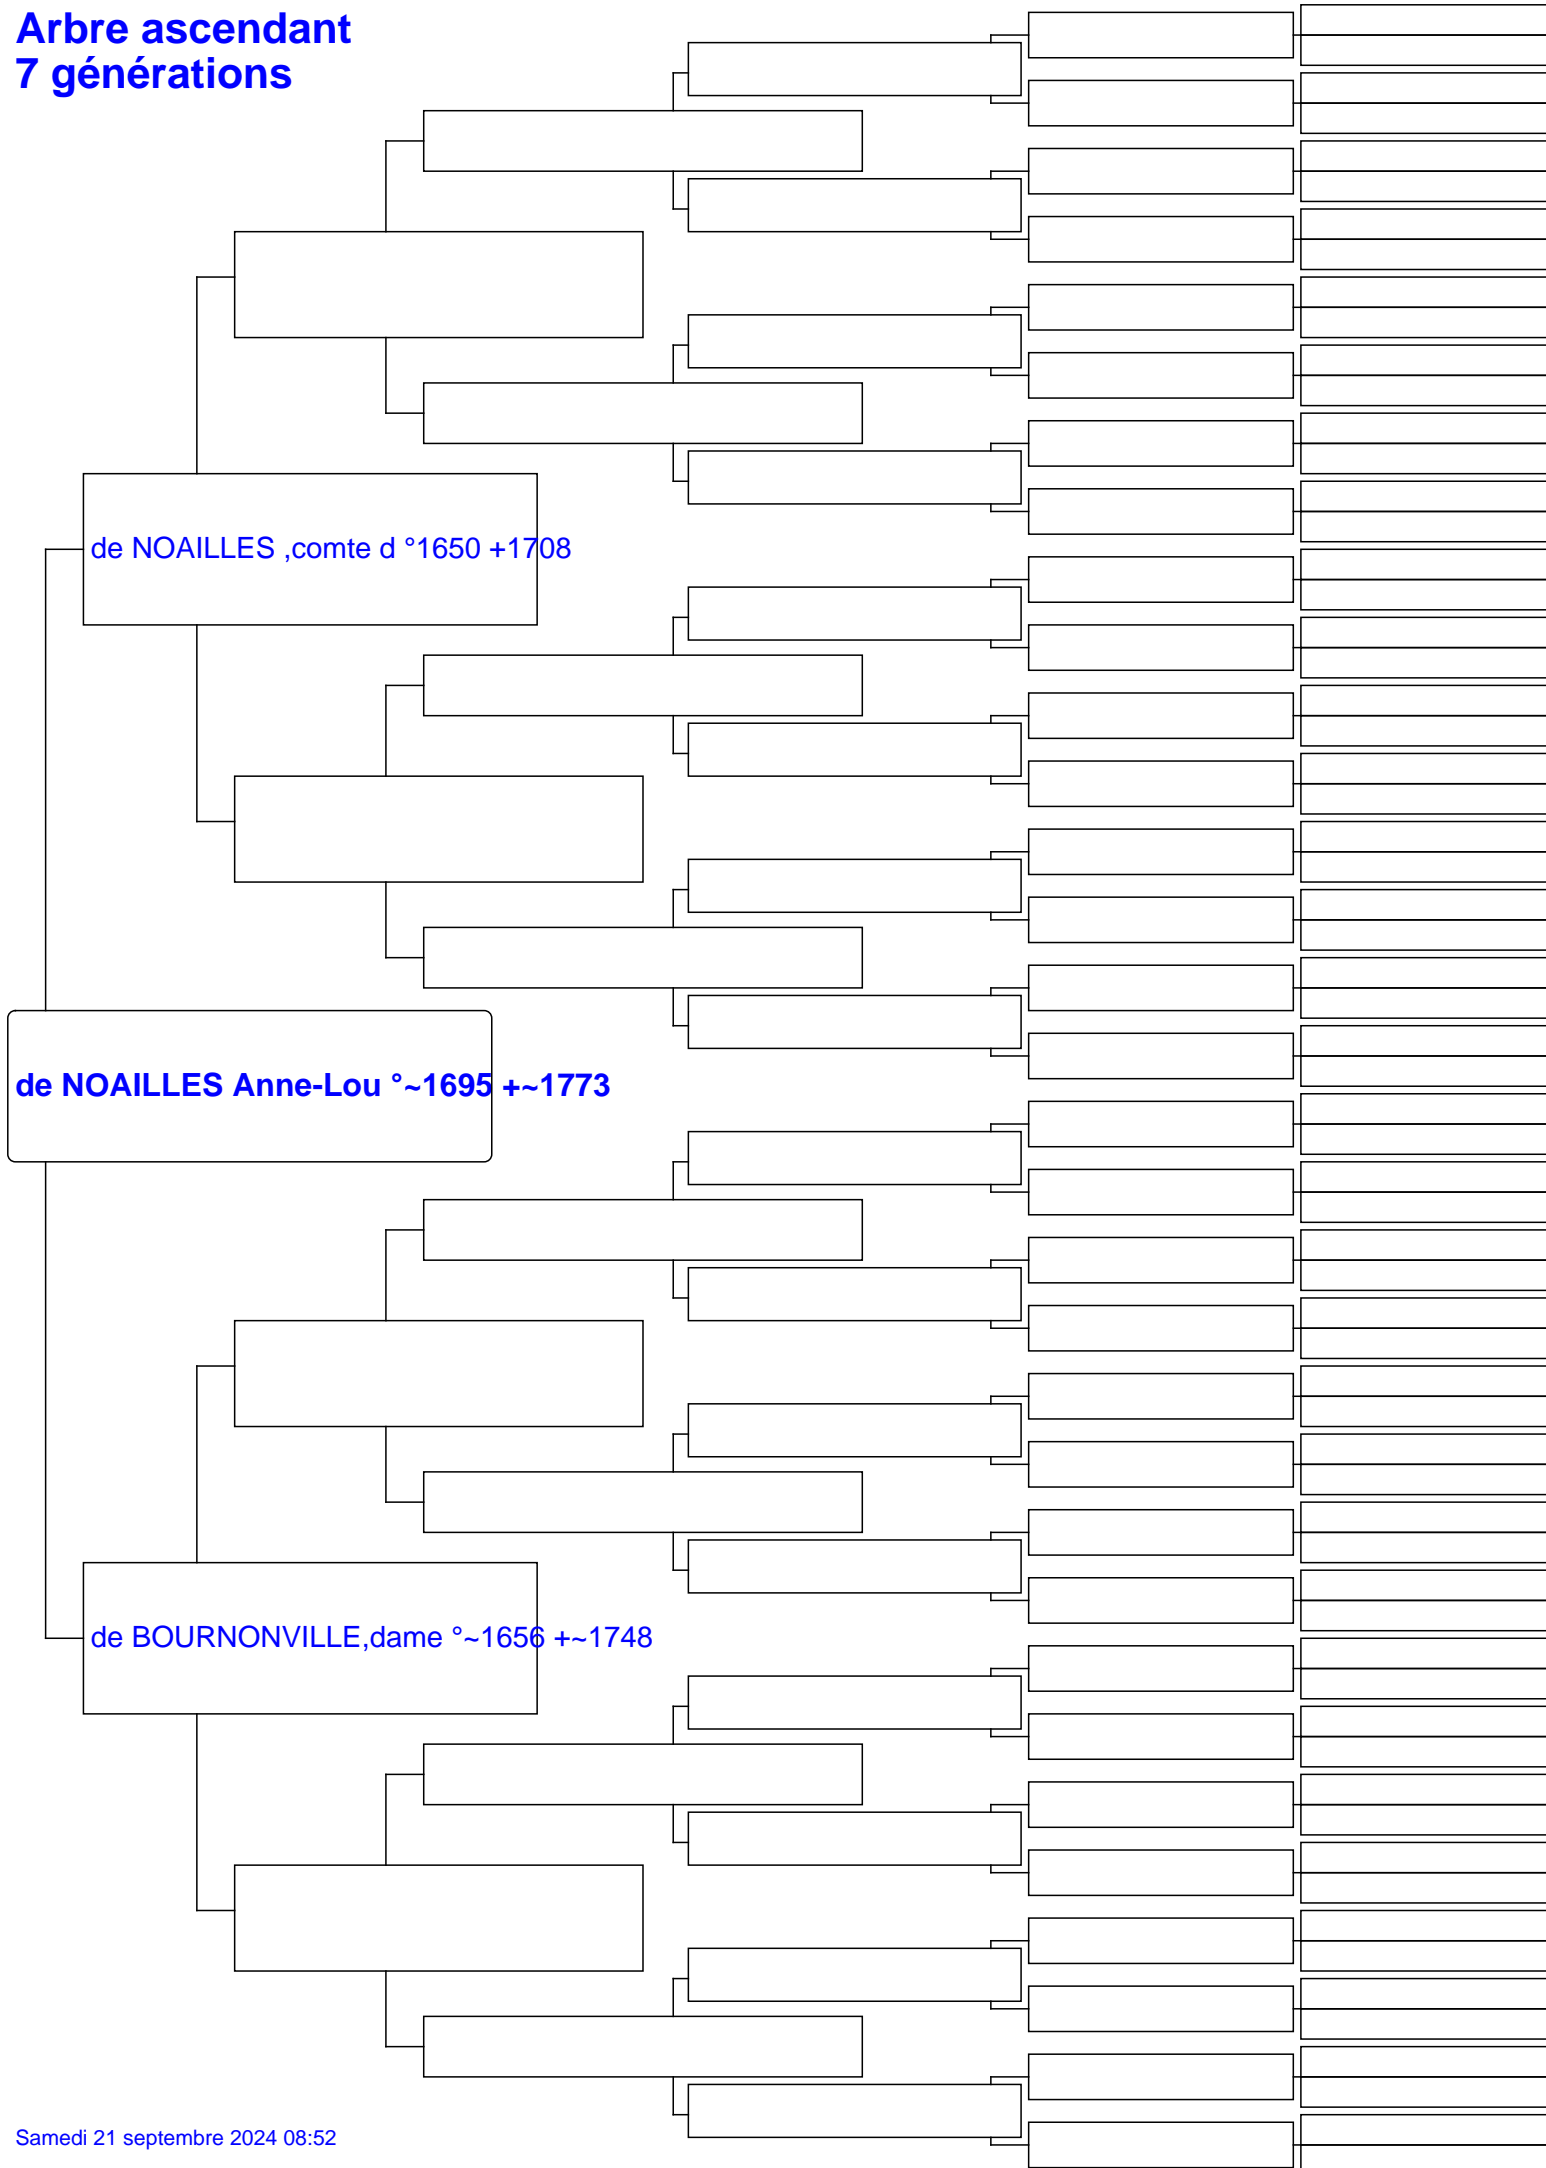 Arbre ascendant
7 générations
de NOAILLES ,comte d °1650 +1708
de NOAILLES Anne-Lou °~1695 +~1773
de BOURNONVILLE,dame °~1656 +~1748
Samedi 21 septembre 2024 08:52